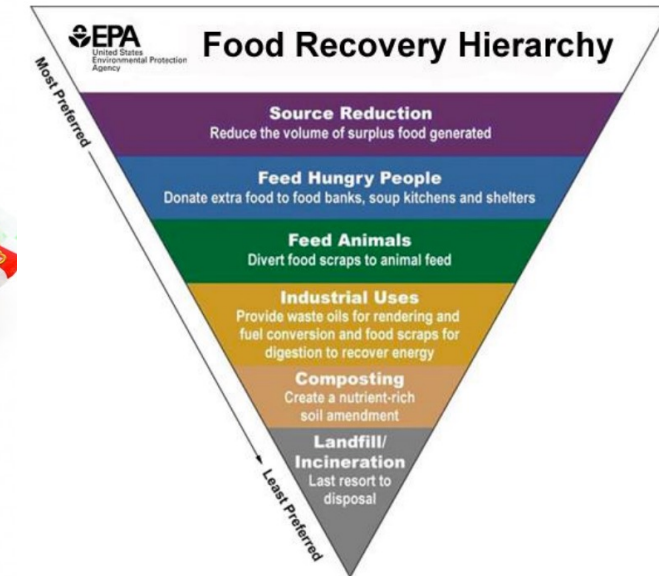 EPA
United States
Environmental Protection
Agency
Food Recovery Hierarchy
Most Preferred
Source Reduction
Reduce the volume of surplus food generated
Feed Hungry People
Donate extra food to food banks, soup kitchens and shelters
Feed Animals
Divert food scraps to animal feed
Industrial Uses
Provide waste oils for rendering and
fuel conversion and food scraps for
digestion to recover energy
Composting
Create a nutrient-rich
soil amendment
Landfill/
Incineration
Last resort to
disposal
Least Preferred